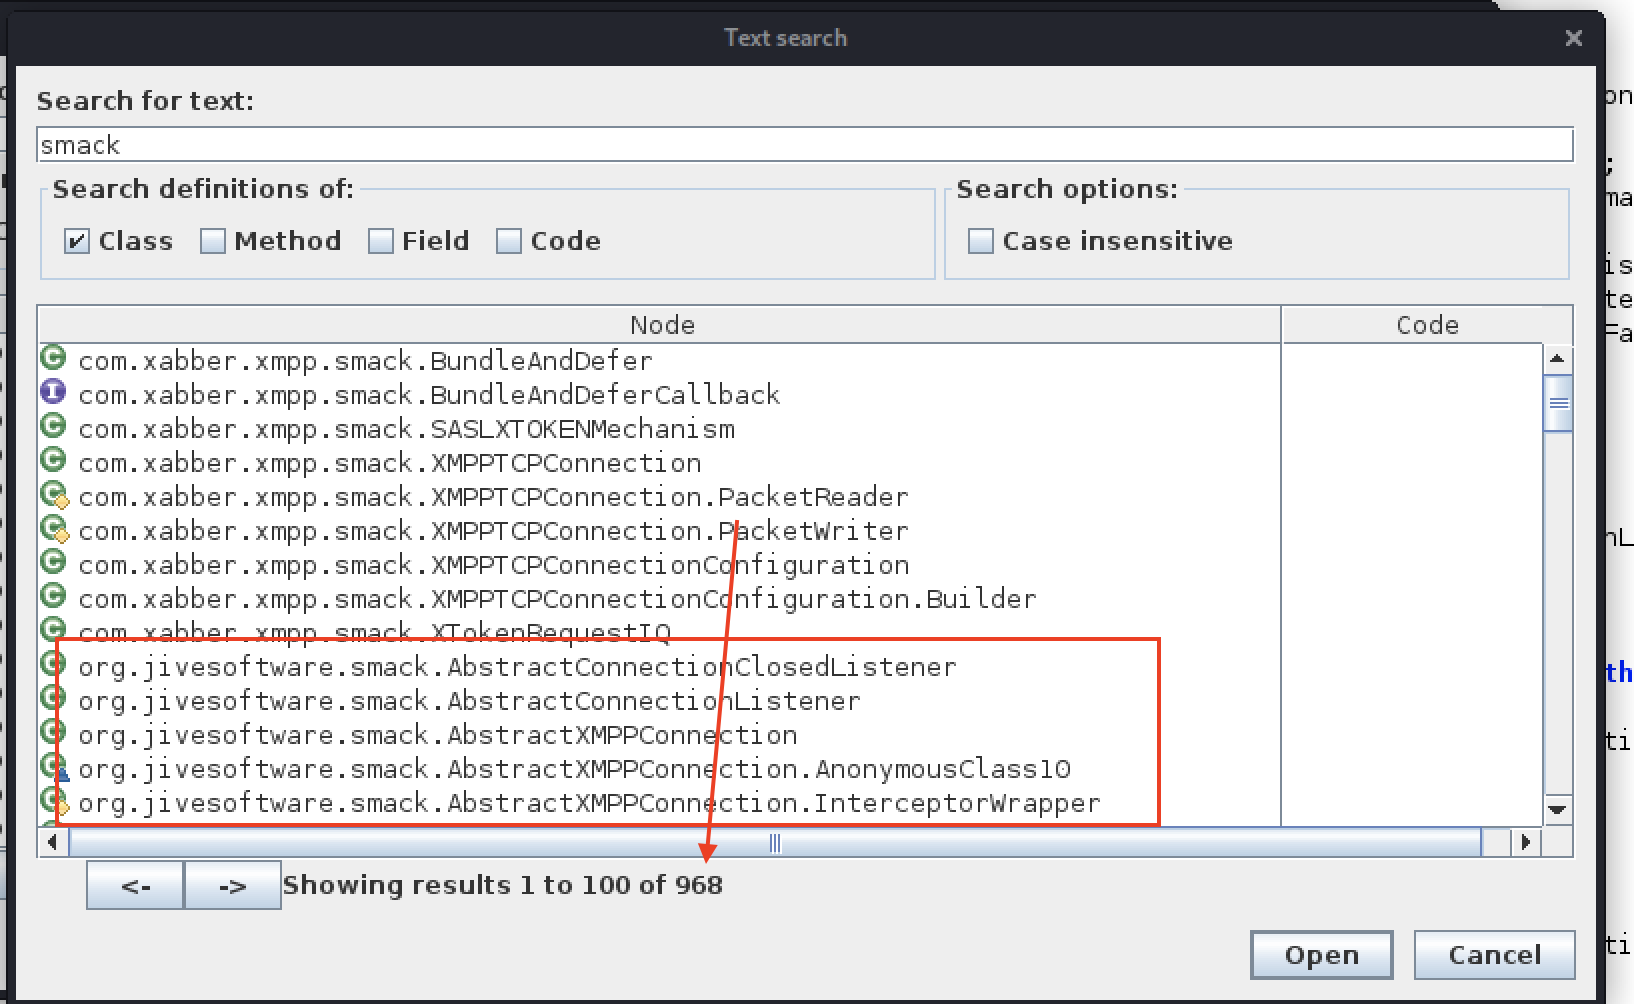 Text search
Search for text:
smack
Search definitions of:
Search options:
Class Method Field Code
Case insensitive
Node Code
com.xabber.xmpp.smack.BundleAndDefer
com.xabber.xmpp.smack.BundleAndDeferCallback
com.xabber.xmpp.smack.SASLXTOKENMechanism
com.xabber.xmpp.smack.XMPPTCPConnection
com.xabber.xmpp.smack.XMPPTCPConnection.PacketReader
com.xabber.xmpp.smack.XMPPTCPConnection.PacketWriter
com.xabber.xmpp.smack.XMPPTCPConnectionConfiguration
com.xabber.xmpp.smack.XMPPTCPConnectionConfiguration.Builder
com.xabber.xmpp.smack.XTokenRequestIQ
org.jivesoftware.smack.AbstractConnectionClosedListener
org.jivesoftware.smack.AbstractConnectionListener
org.jivesoftware.smack.AbstractXMPPConnection
org.jivesoftware.smack.AbstractXMPPConnection.AnonymousClass10
org.jivesoftware.smack.AbstractXMPPConnection.InterceptorWrapper
<- -> Showing results 1 to 100 of 968
Open Cancel